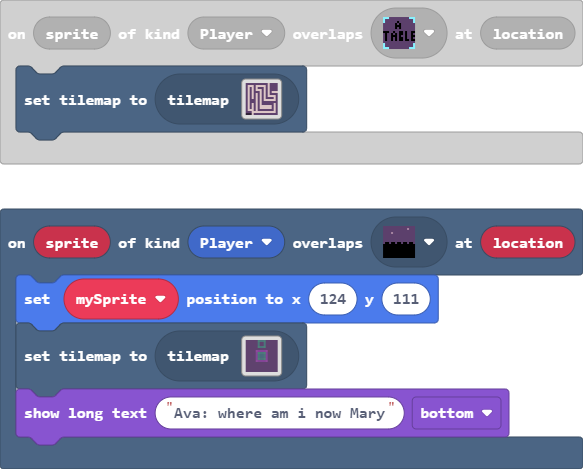 on sprite of kind Player overlaps A TABLE at location
set tilemap to tilemap
on sprite of kind Player overlaps at location
set mySprite position to x 124 y 111
set tilemap to tilemap
show long text "Ava: where am i now Mary" bottom